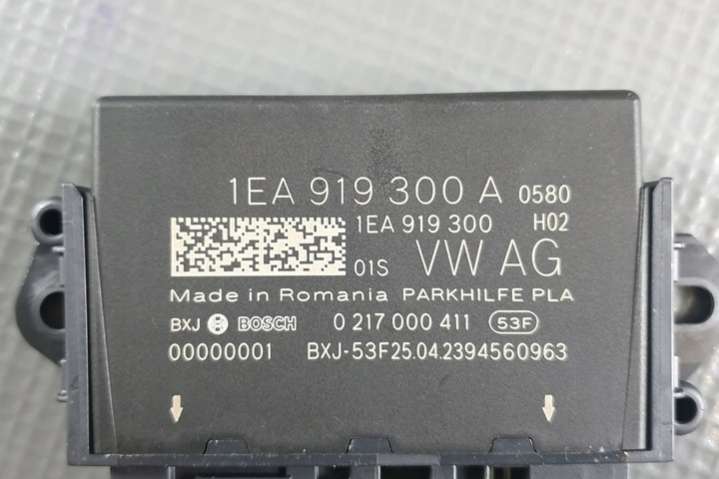 1EA 919 300 A 0580
1EA 919 300 H02
01S VW AG
Made in Romania PARKHILFE PLA
BXJ BOSCH 0 217 000 411 53F
00000001 BXJ-53F25.04.2394560963